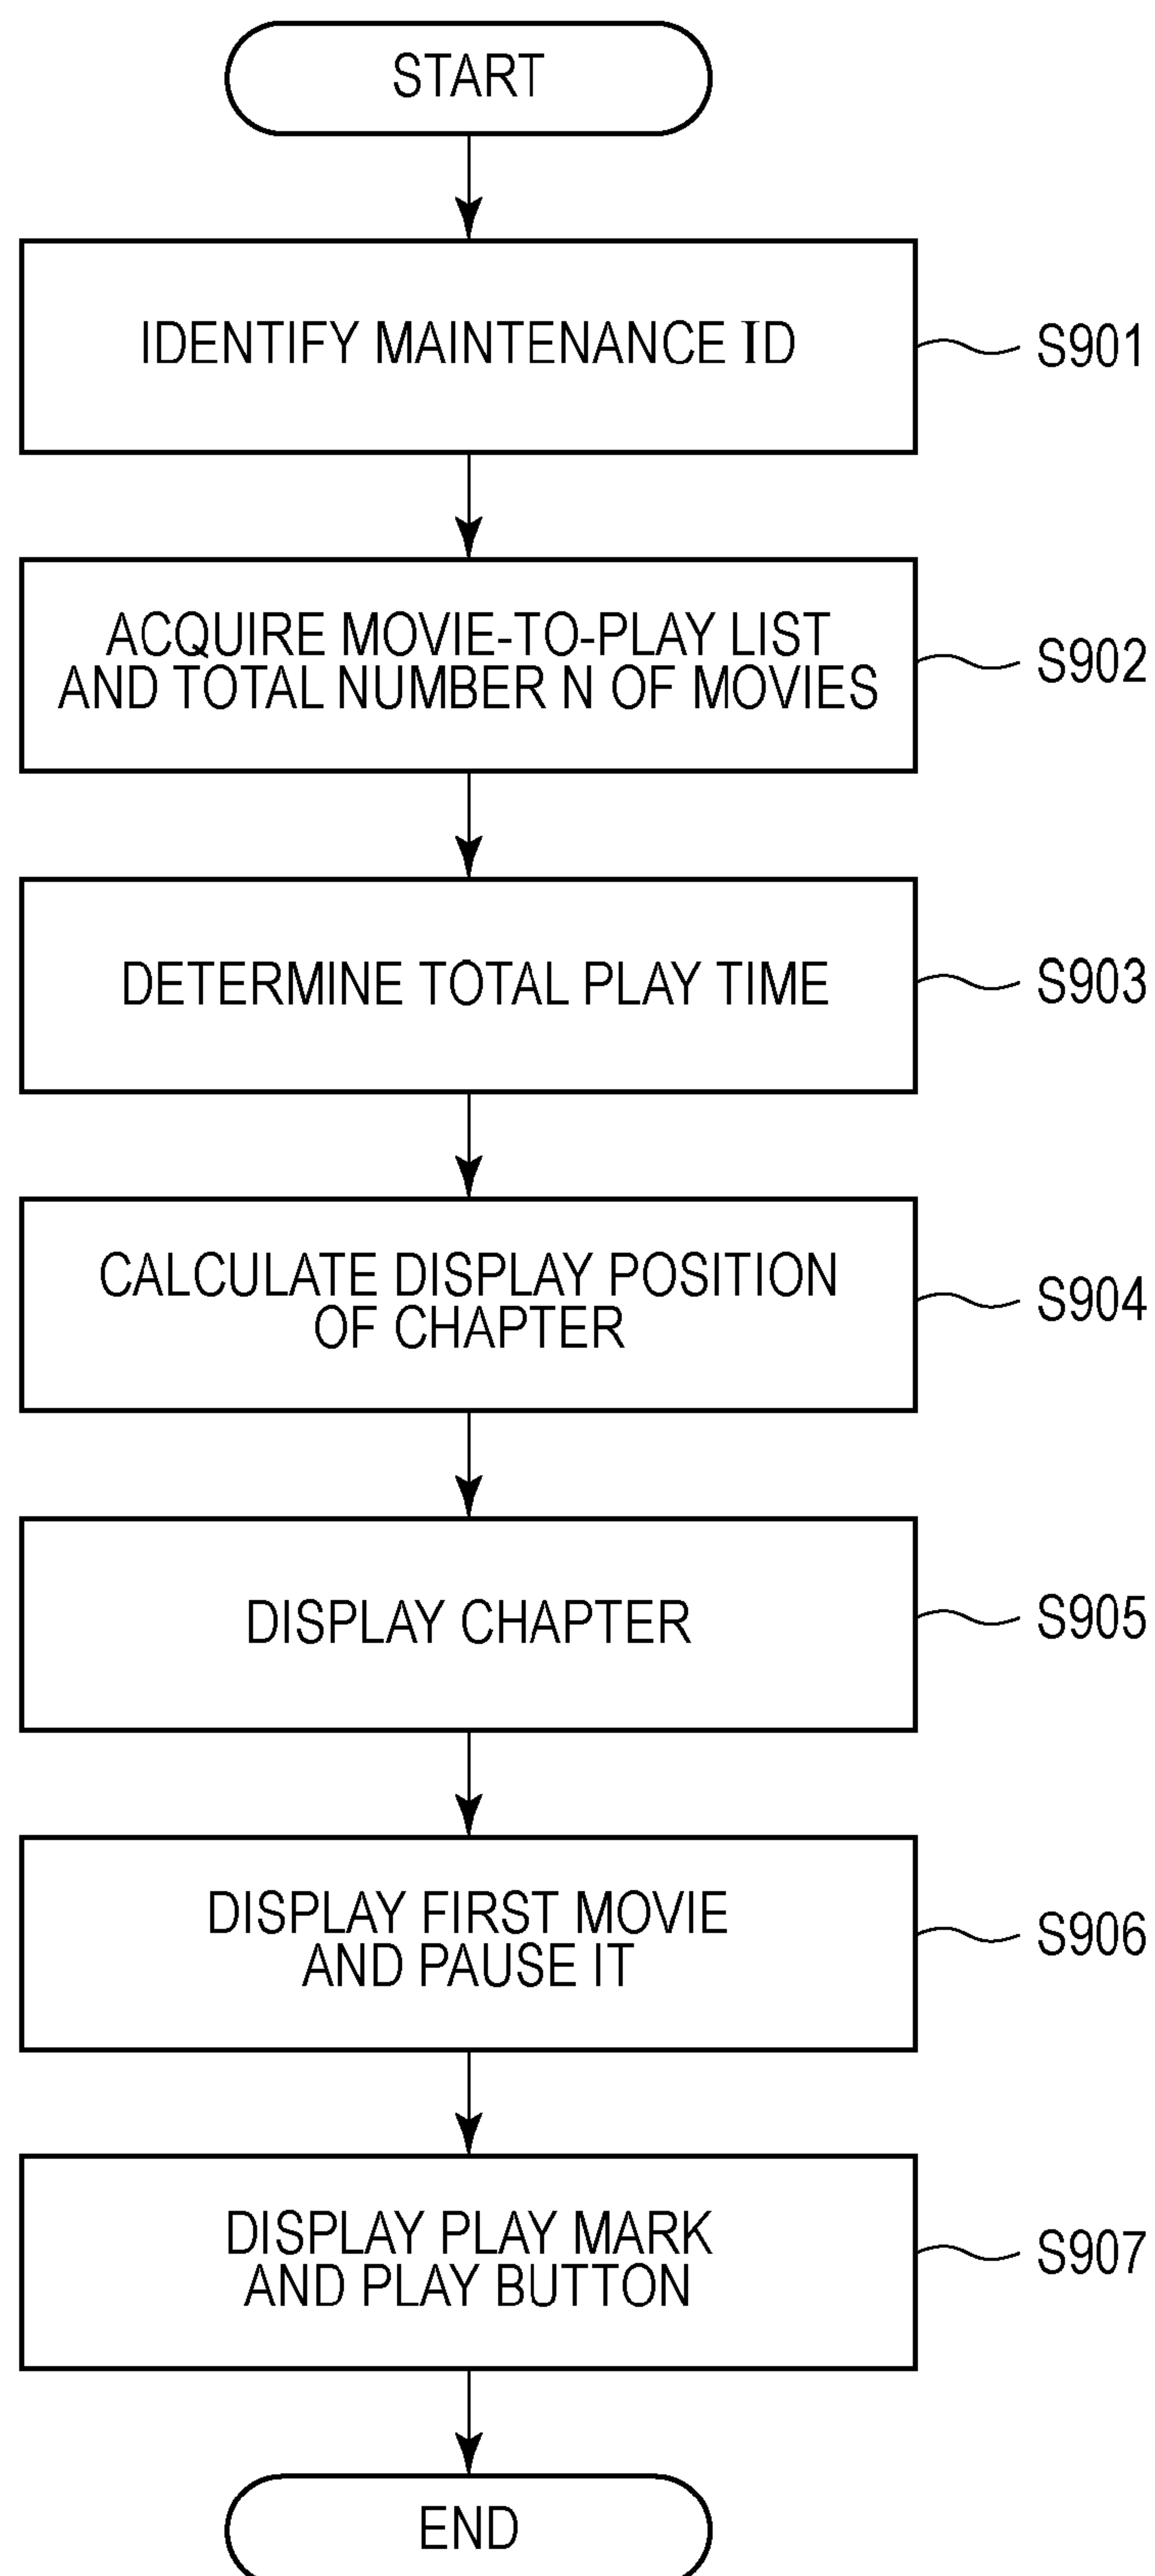 START
IDENTIFY MAINTENANCE ID
S901
ACQUIRE MOVIE-TO-PLAY LIST
AND TOTAL NUMBER N OF MOVIES
S902
DETERMINE TOTAL PLAY TIME
S903
CALCULATE DISPLAY POSITION
OF CHAPTER
S904
DISPLAY CHAPTER
S905
DISPLAY FIRST MOVIE
AND PAUSE IT
S906
DISPLAY PLAY MARK
AND PLAY BUTTON
S907
END